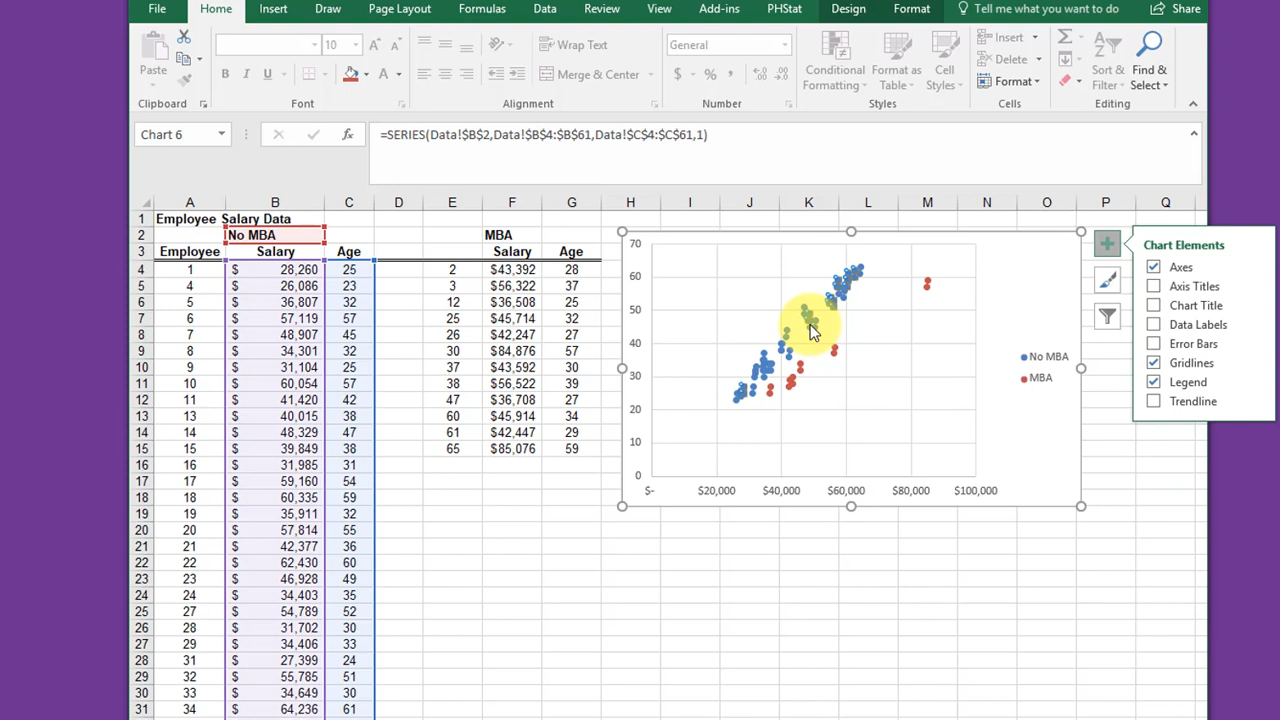 File Home Insert Draw Page Layout Formulas Data Review View Add-ins PHStat Design Format Tell me what you want to do Share
10 Wrap Text General Insert
Paste B I U Merge & Center $ % Conditional Formatting Format as Table Cell Styles Delete Format Sort & Filter Find & Select
Clipboard Font Alignment Number Styles Cells Editing
Chart 6 fx =SERIES(Data!$B$2,Data!$B$4:$B$61,Data!$C$4:$C$61,1)
A B C D E F G H I J K L M N O P Q
1 Employee Salary Data
2 No MBA MBA
3 Employee Salary Age Salary Age
4 1 $ 28,260 25 2 $43,392 28
5 4 $ 26,086 23 3 $56,322 37
6 5 $ 36,807 32 12 $36,508 25
7 6 $ 57,119 57 25 $45,714 32
8 7 $ 48,907 45 26 $42,247 27
9 8 $ 34,301 32 30 $84,876 57
10 9 $ 31,104 25 37 $43,592 30
11 10 $ 60,054 57 38 $56,522 39
12 11 $ 41,420 42 47 $36,708 27
13 13 $ 40,015 38 60 $45,914 34
14 14 $ 48,329 47 61 $42,447 29
15 15 $ 39,849 38 65 $85,076 59
16 16 $ 31,985 31
17 17 $ 59,160 54
18 18 $ 60,335 59
19 19 $ 35,911 32
20 20 $ 57,814 55
21 21 $ 42,377 36
22 22 $ 62,430 60
23 23 $ 46,928 49
24 24 $ 34,403 35
25 27 $ 54,789 52
26 28 $ 31,702 30
27 29 $ 34,406 33
28 31 $ 27,399 24
29 32 $ 55,785 51
30 33 $ 34,649 30
31 34 $ 64,236 61
70
60
50
40
30
20
10
0
$- $20,000 $40,000 $60,000 $80,000 $100,000
No MBA
MBA
Chart Elements
Axes
Axis Titles
Chart Title
Data Labels
Error Bars
Gridlines
Legend
Trendline